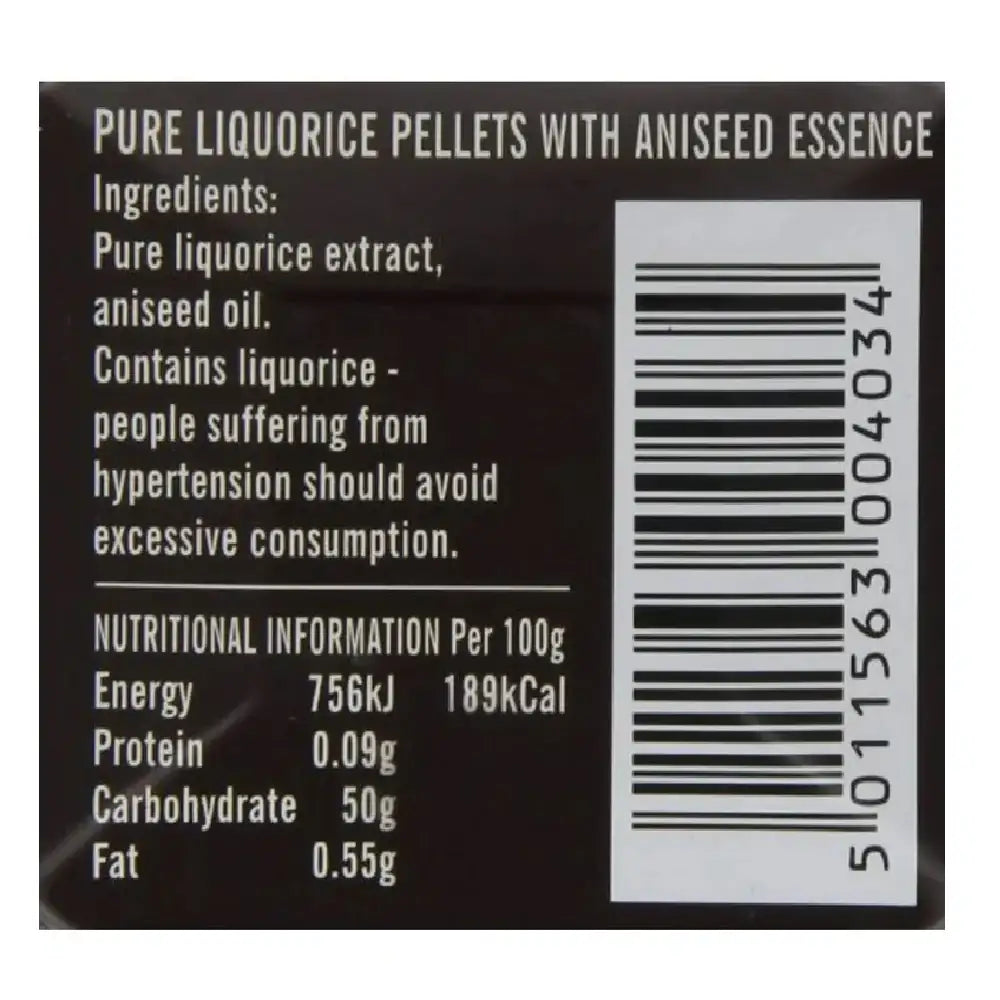 PURE LIQUORICE PELLETS WITH ANISEED ESSENCE
Ingredients:
Pure liquorice extract,
aniseed oil.
Contains liquorice -
people suffering from
hypertension should avoid
excessive consumption.
NUTRITIONAL INFORMATION Per 100g
Energy 756kJ 189kCal
Protein 0.09g
Carbohydrate 50g
Fat 0.55g
5 011563 004034